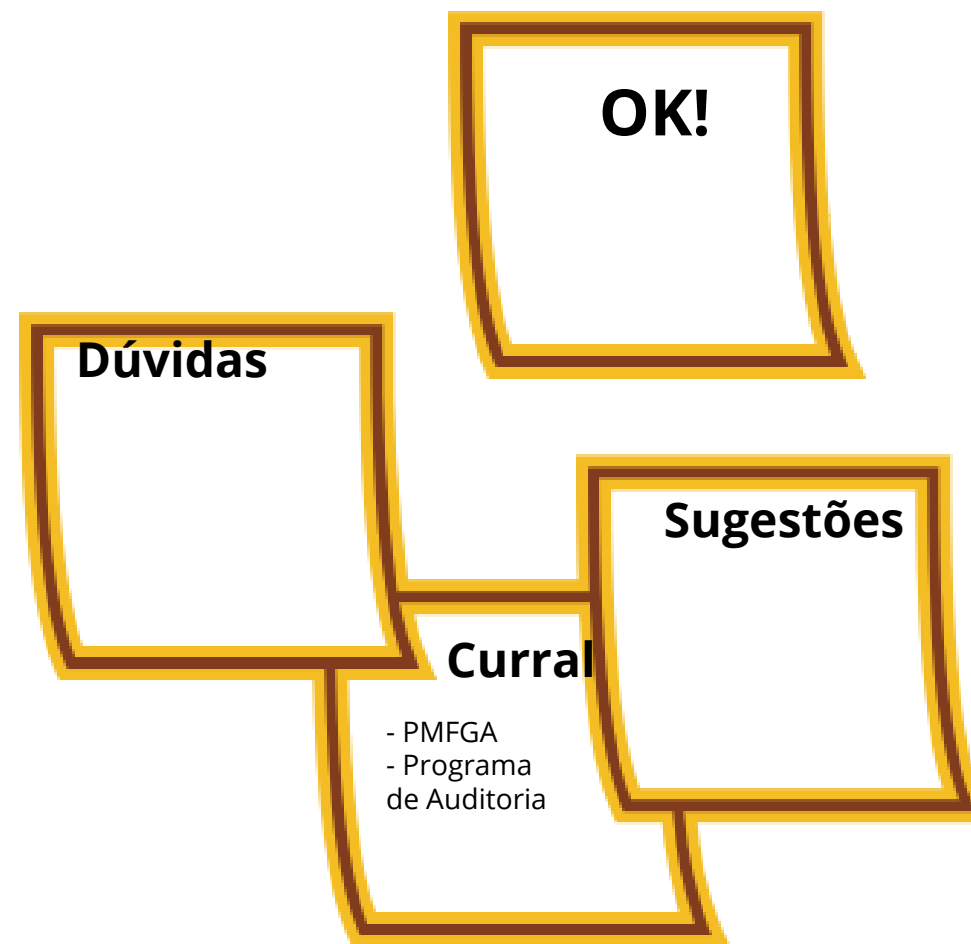 OK!
Dúvidas
Sugestões
Curral
- PMFGA
- Programa
de Auditoria